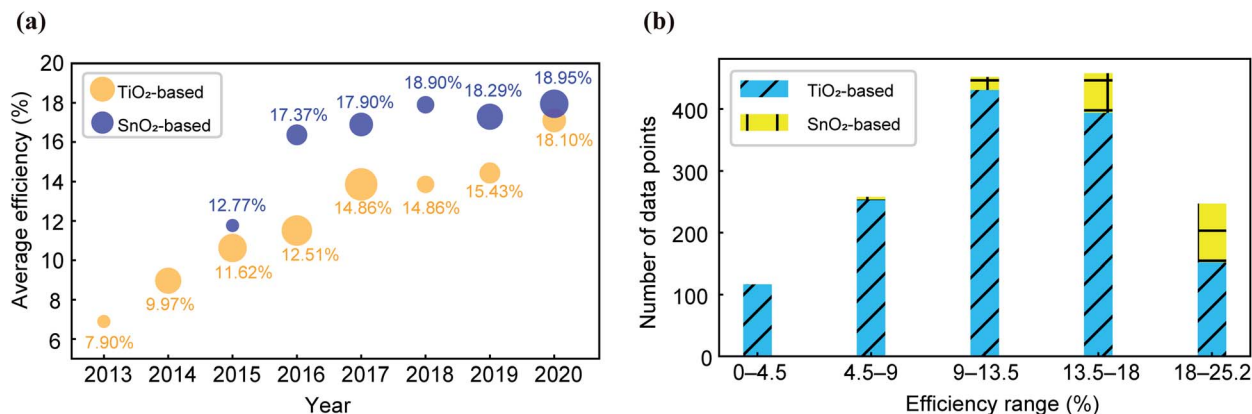 (a)
Average efficiency (%)
20
18
16
14
12
10
8
6
TiO₂-based
SnO₂-based
7.90%
9.97%
11.62%
12.77%
12.51%
17.37%
14.86%
17.90%
14.86%
18.90%
15.43%
18.29%
18.10%
18.95%
2013 2014 2015 2016 2017 2018 2019 2020
Year
(b)
Number of data points
400
300
200
100
0
TiO₂-based
SnO₂-based
0–4.5 4.5–9 9–13.5 13.5–18 18–25.2
Efficiency range (%)